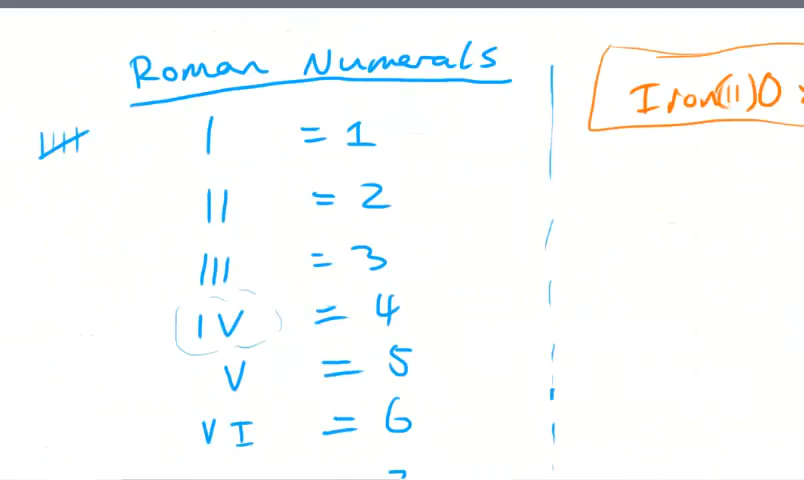 Roman Numerals
I = 1
II = 2
III = 3
IV = 4
V = 5
VI = 6
Iron(II)O